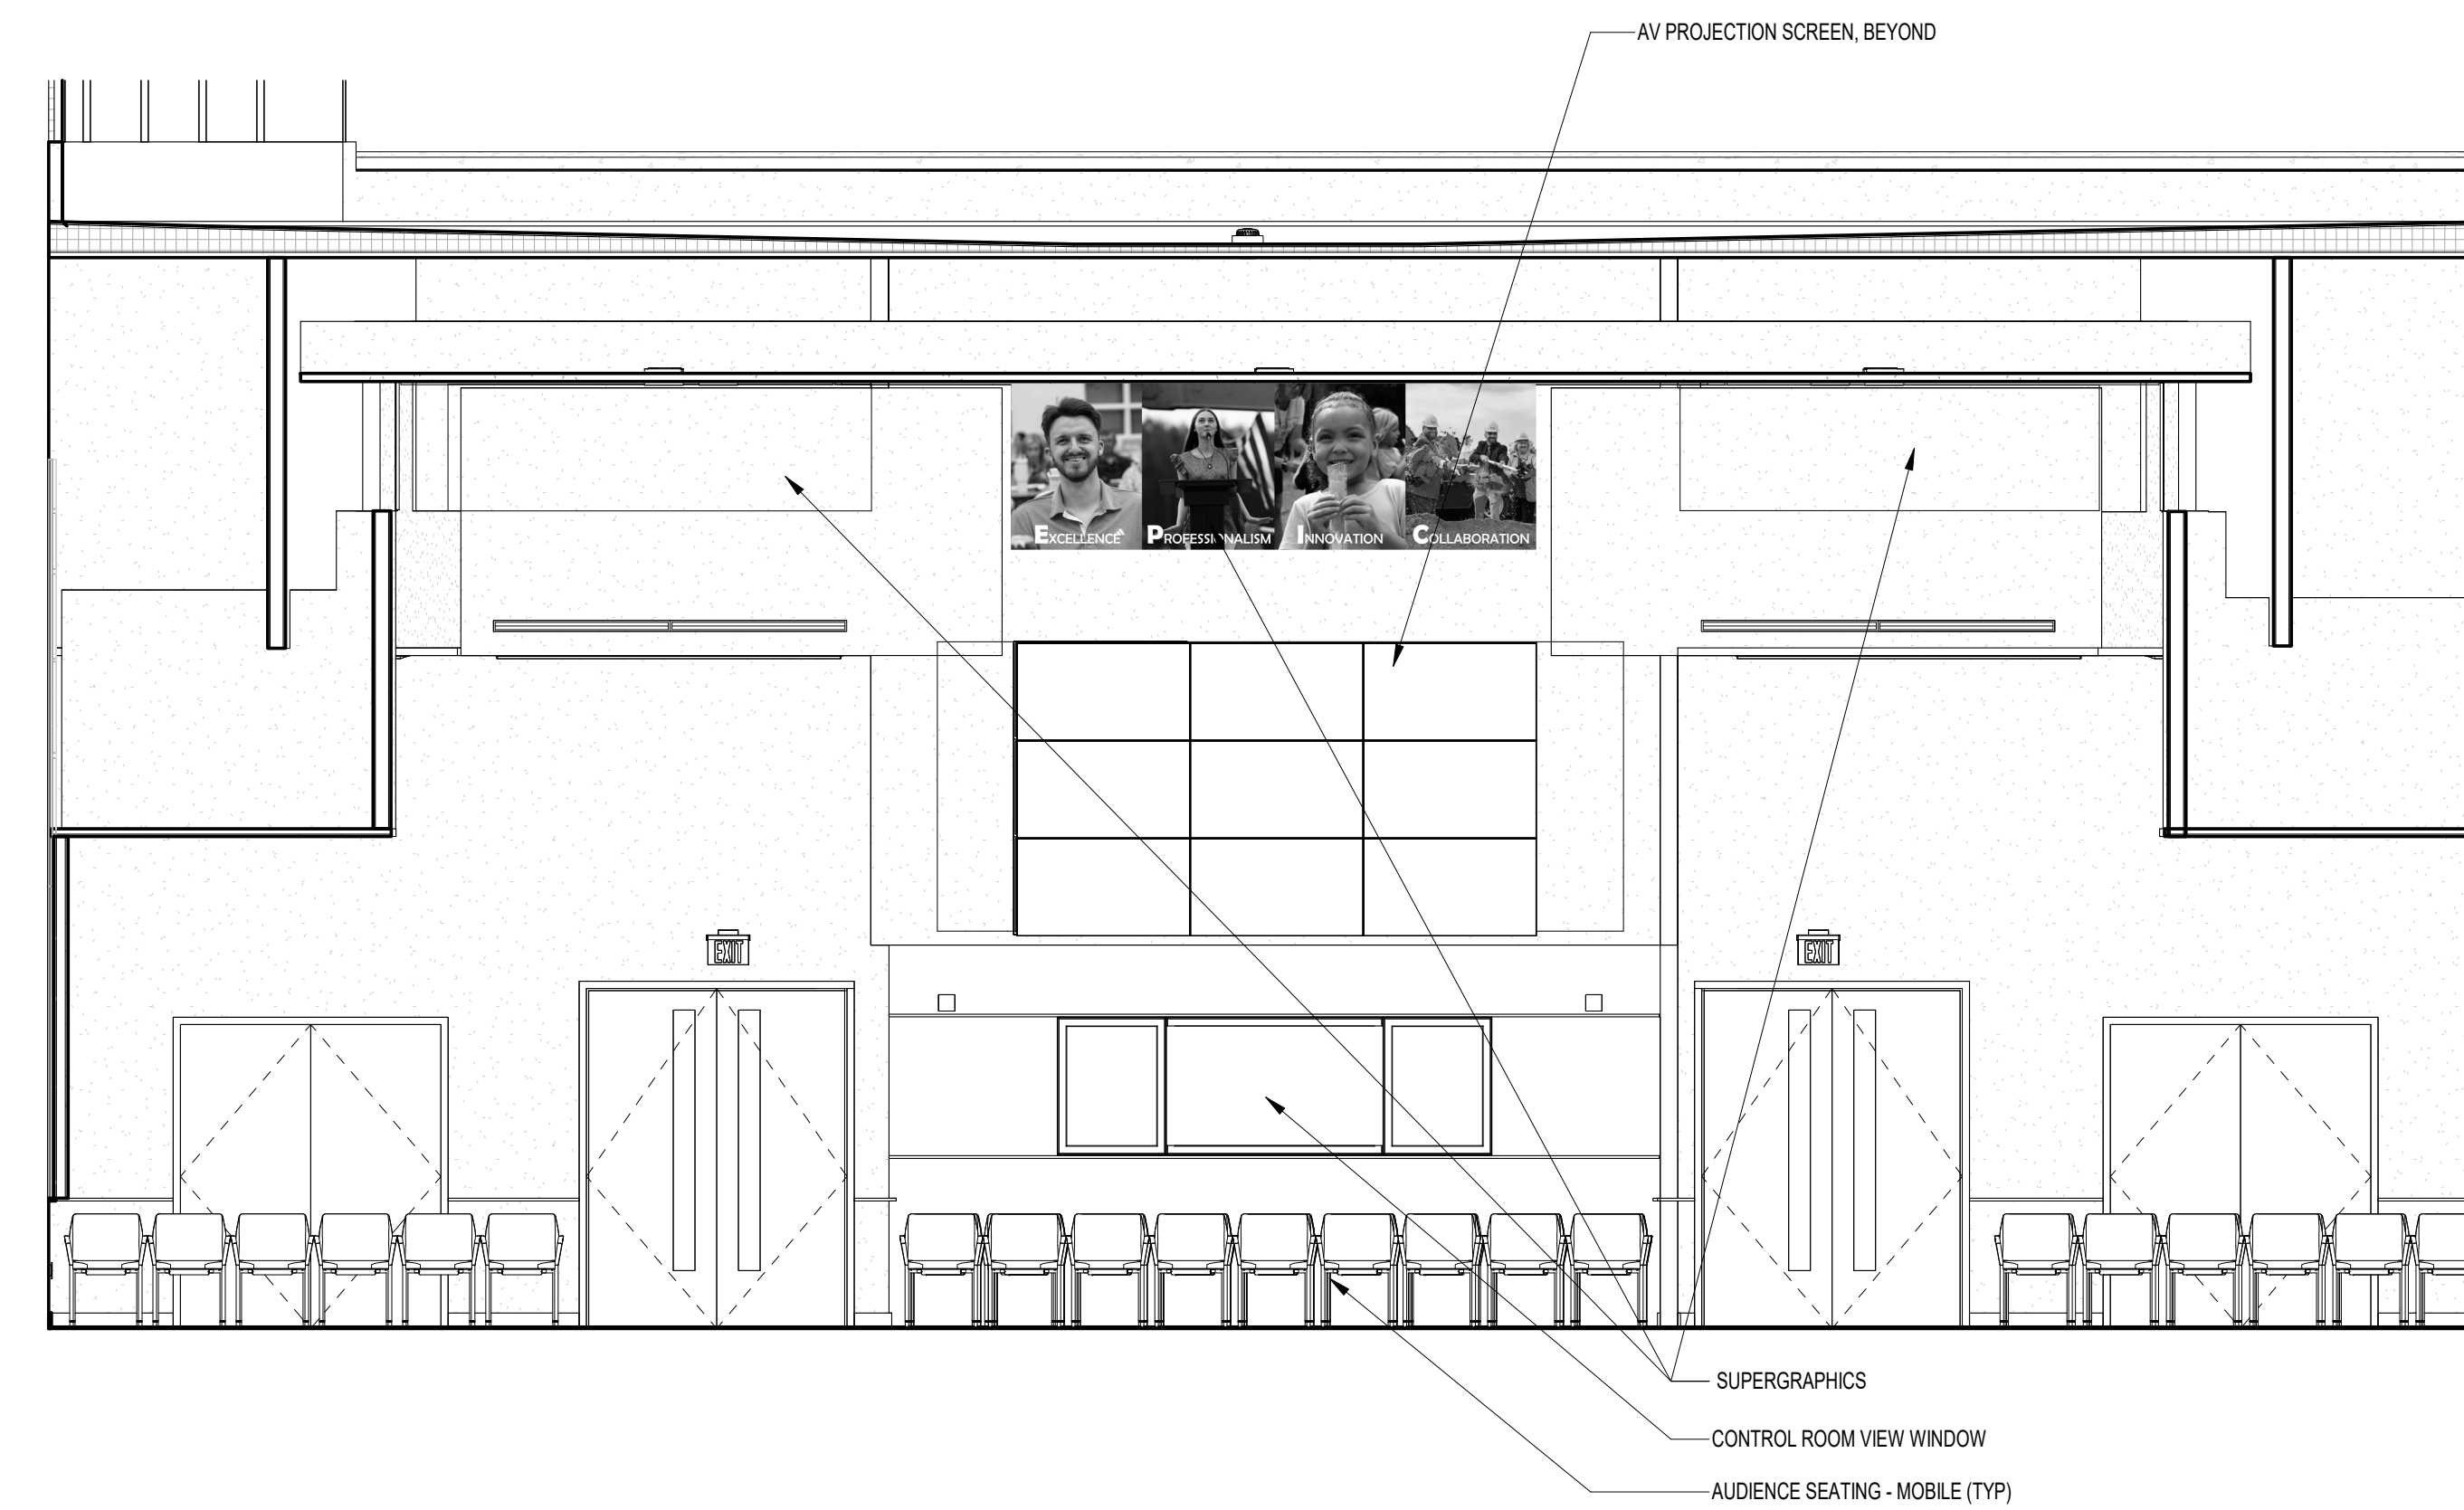 AV PROJECTION SCREEN, BEYOND
EXCELLENCE PROFESSIONALISM INNOVATION COLLABORATION
EXIT EXIT
SUPERGRAPHICS
CONTROL ROOM VIEW WINDOW
AUDIENCE SEATING - MOBILE (TYP)